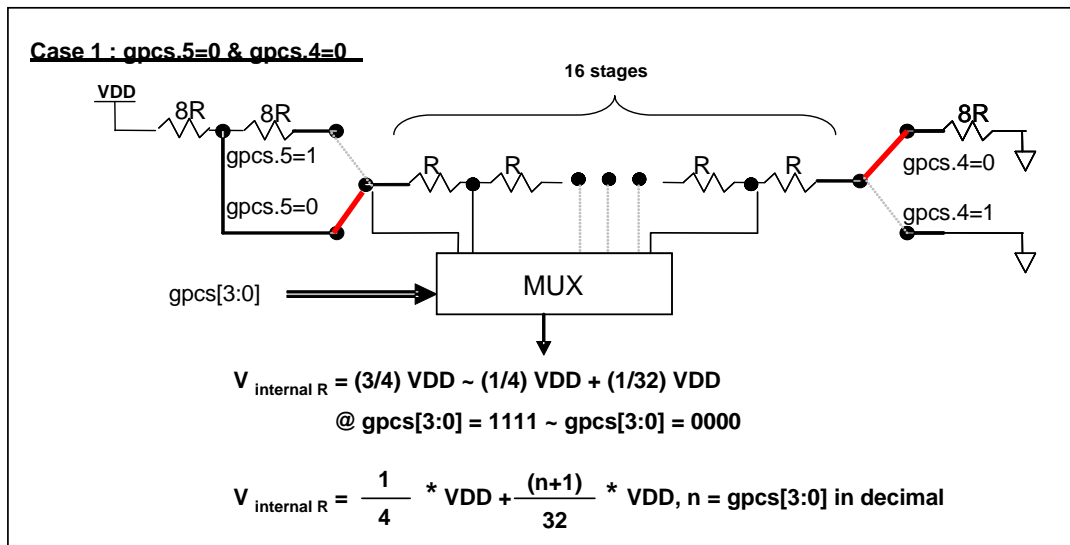 Case 1 : gpcs.5=0 & gpcs.4=0
16 stages
VDD
8R
8R
8R
gpcs.5=1
gpcs.4=0
R
R
R
R
gpcs.5=0
gpcs.4=1
MUX
gpcs[3:0]
V internal R = (3/4) VDD ~ (1/4) VDD + (1/32) VDD
@ gpcs[3:0] = 1111 ~ gpcs[3:0] = 0000
V internal R = 1/4 * VDD + (n+1)/32 * VDD, n = gpcs[3:0] in decimal